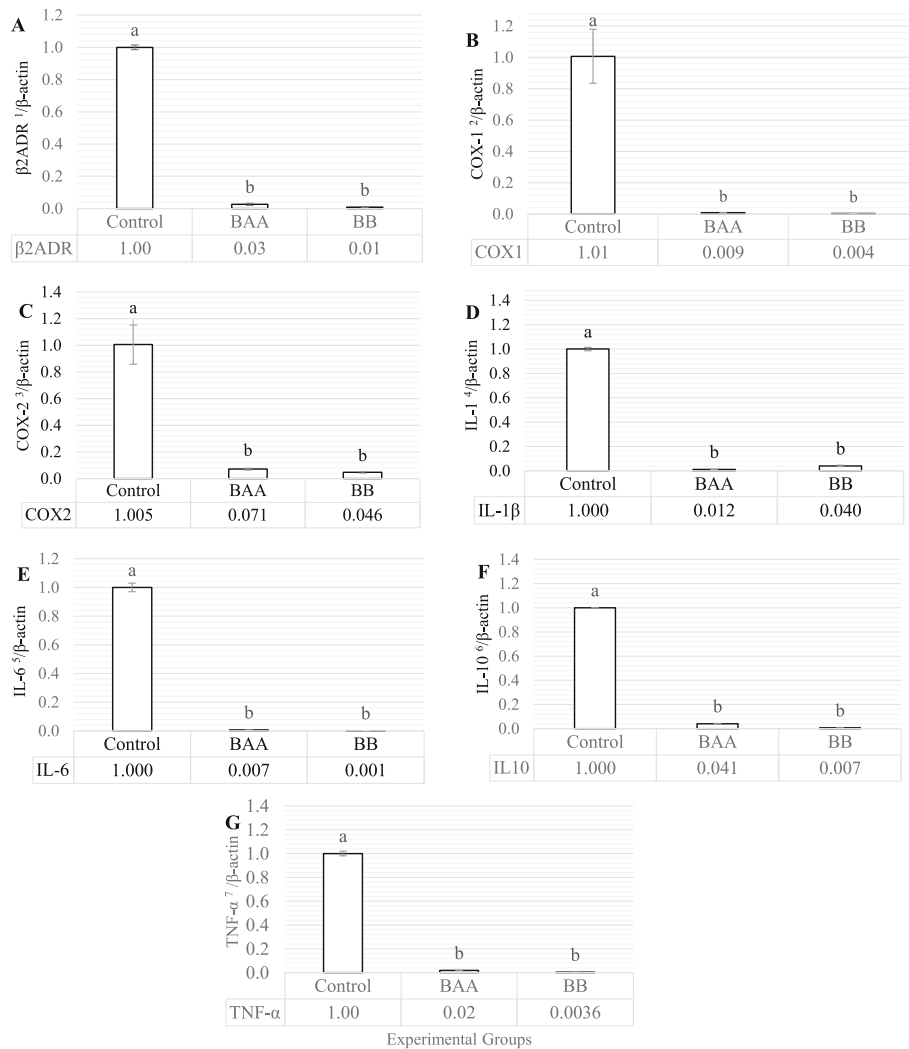 A
β2ADR ¹/β-actin
1.2
1.0
0.8
0.6
0.4
0.2
0.0
a
b
b
Control BAA BB
β2ADR 1.00 0.03 0.01
B
COX-1 ²/β-actin
1.2
1.0
0.8
0.6
0.4
0.2
0.0
a
b
b
Control BAA BB
COX1 1.01 0.009 0.004
C
COX-2 ³/β-actin
1.4
1.2
1.0
0.8
0.6
0.4
0.2
0.0
a
b
b
Control BAA BB
COX2 1.005 0.071 0.046
D
IL-1 ⁴/β-actin
1.4
1.2
1.0
0.8
0.6
0.4
0.2
0.0
a
b
b
Control BAA BB
IL-1β 1.000 0.012 0.040
E
IL-6 ⁵/β-actin
1.2
1.0
0.8
0.6
0.4
0.2
0.0
a
b
b
Control BAA BB
IL-6 1.000 0.007 0.001
F
IL-10 ⁶/β-actin
1.4
1.2
1.0
0.8
0.6
0.4
0.2
0.0
a
b
b
Control BAA BB
IL10 1.000 0.041 0.007
G
TNF-α ⁷/β-actin
1.4
1.2
1.0
0.8
0.6
0.4
0.2
0.0
a
b
b
Control BAA BB
TNF-α 1.00 0.02 0.0036
Experimental Groups